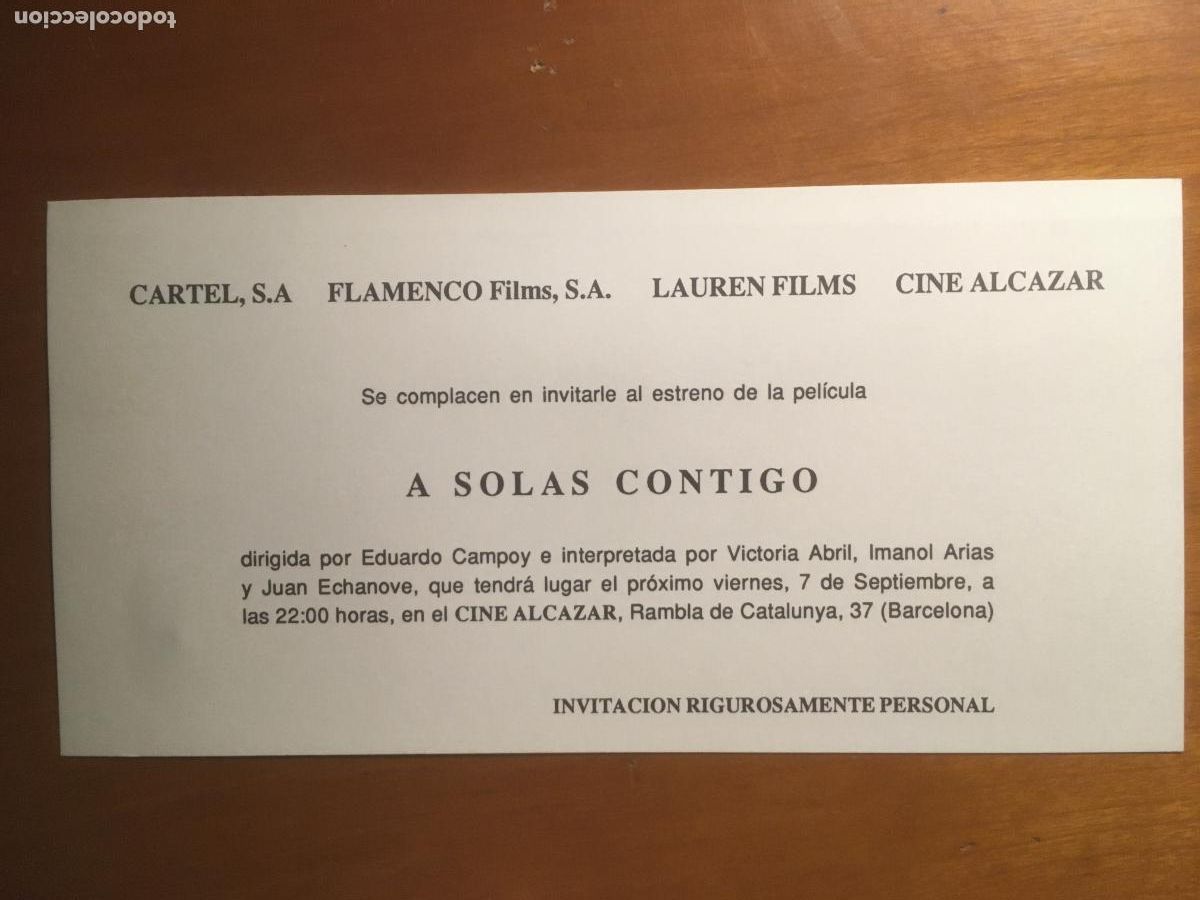 todocoleccion
CARTEL, S.A FLAMENCO Films, S.A. LAUREN FILMS CINE ALCAZAR
Se complacen en invitarle al estreno de la película
A SOLAS CONTIGO
dirigida por Eduardo Campoy e interpretada por Victoria Abril, Imanol Arias
y Juan Echanove, que tendrá lugar el próximo viernes, 7 de Septiembre, a
las 22:00 horas, en el CINE ALCAZAR, Rambla de Catalunya, 37 (Barcelona)
INVITACION RIGUROSAMENTE PERSONAL